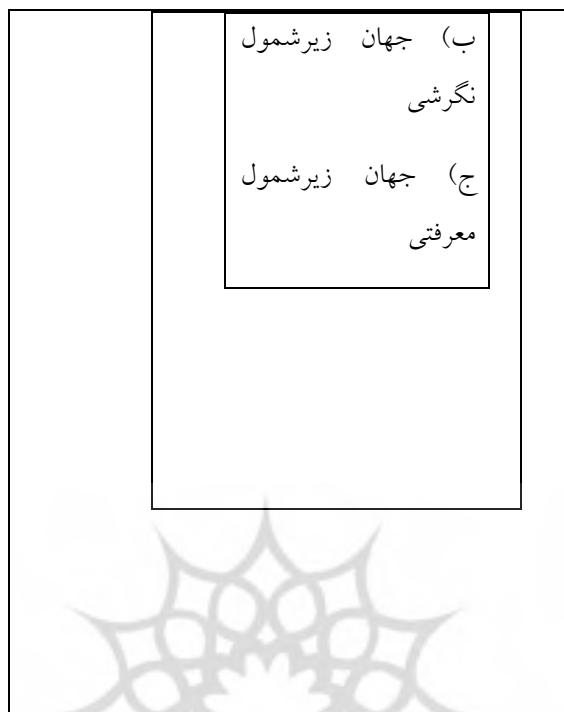 ب) جهان زیرشمول
نگرشی
ج) جهان زیرشمول
معرفتی